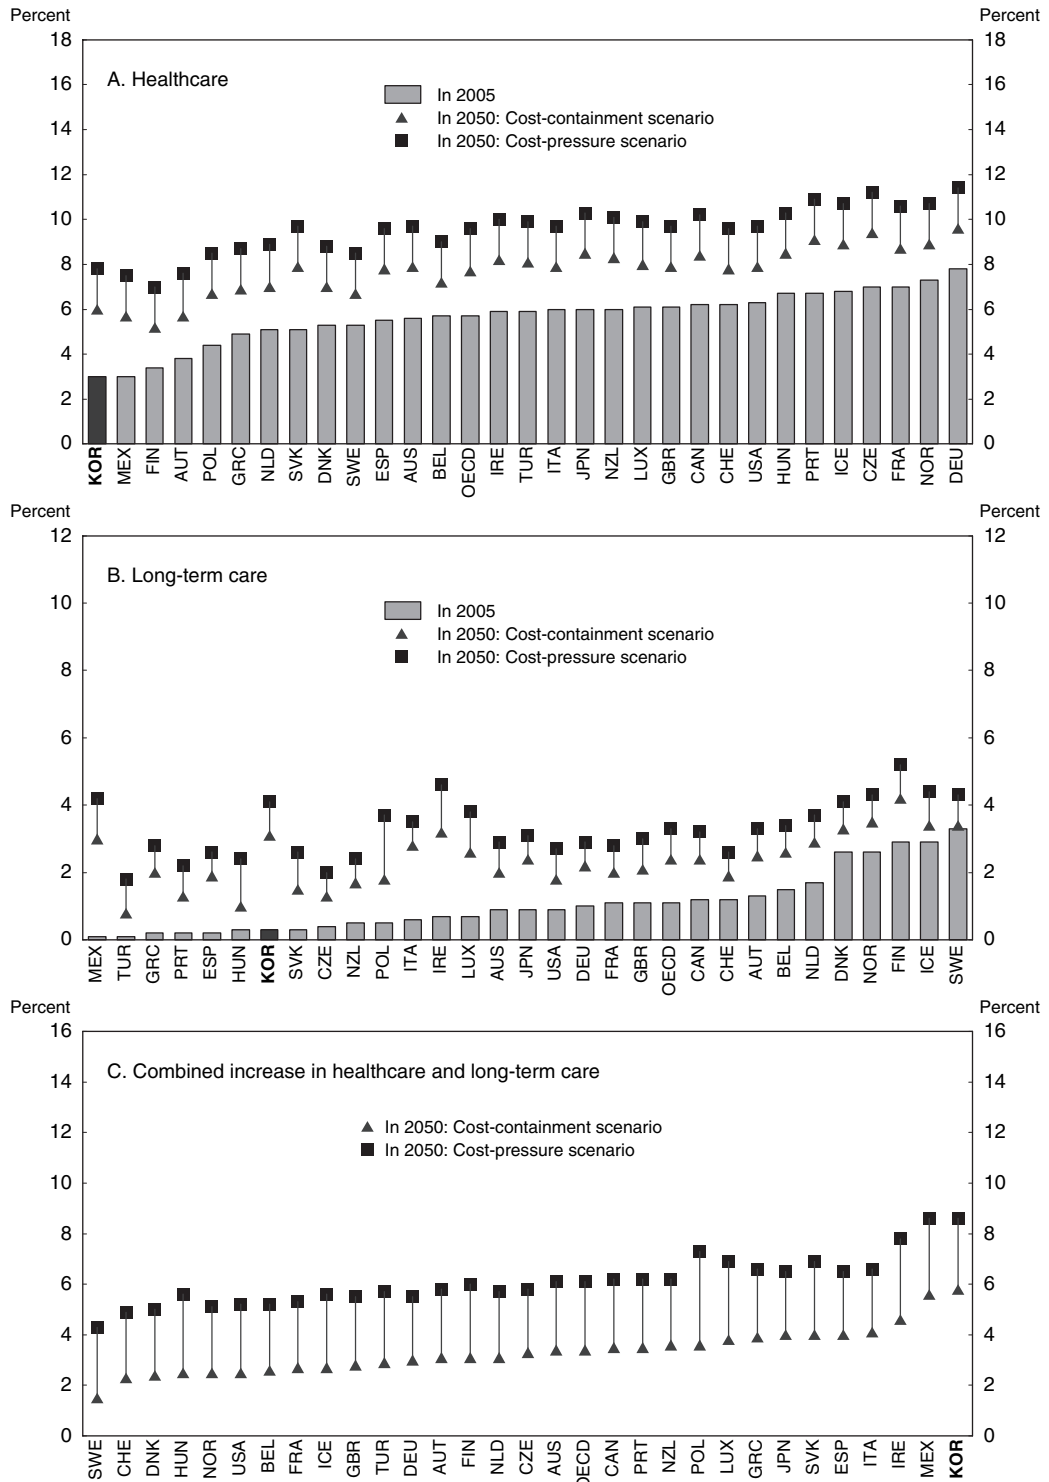 Percent Percent
18 18
A. Healthcare
16 16
In 2005
14 In 2050: Cost-containment scenario 14
In 2050: Cost-pressure scenario
12 12
10 10
8 8
6 6
4 4
2 2
0 0
KOR MEX FIN AUT POL GRC NLD SVK DNK SWE ESP AUS BEL OECD IRE TUR ITA JPN NZL LUX GBR CAN CHE USA HUN PRT ICE CZE FRA NOR DEU
Percent Percent
12 12
B. Long-term care
10 10
In 2005
In 2050: Cost-containment scenario
In 2050: Cost-pressure scenario
8 8
6 6
4 4
2 2
0 0
MEX TUR GRC PRT ESP HUN KOR SVK CZE NZL POL ITA IRE LUX AUS JPN USA DEU FRA GBR OECD CAN CHE AUT BEL NLD DNK NOR FIN ICE SWE
Percent Percent
16 16
C. Combined increase in healthcare and long-term care
14 14
In 2050: Cost-containment scenario
12 12
In 2050: Cost-pressure scenario
10 10
8 8
6 6
4 4
2 2
0 0
SWE CHE DNK HUN NOR USA BEL FRA ICE GBR TUR DEU AUT FIN NLD CZE AUS OECD CAN PRT NZL POL LUX GRC JPN SVK ESP ITA IRE MEX KOR